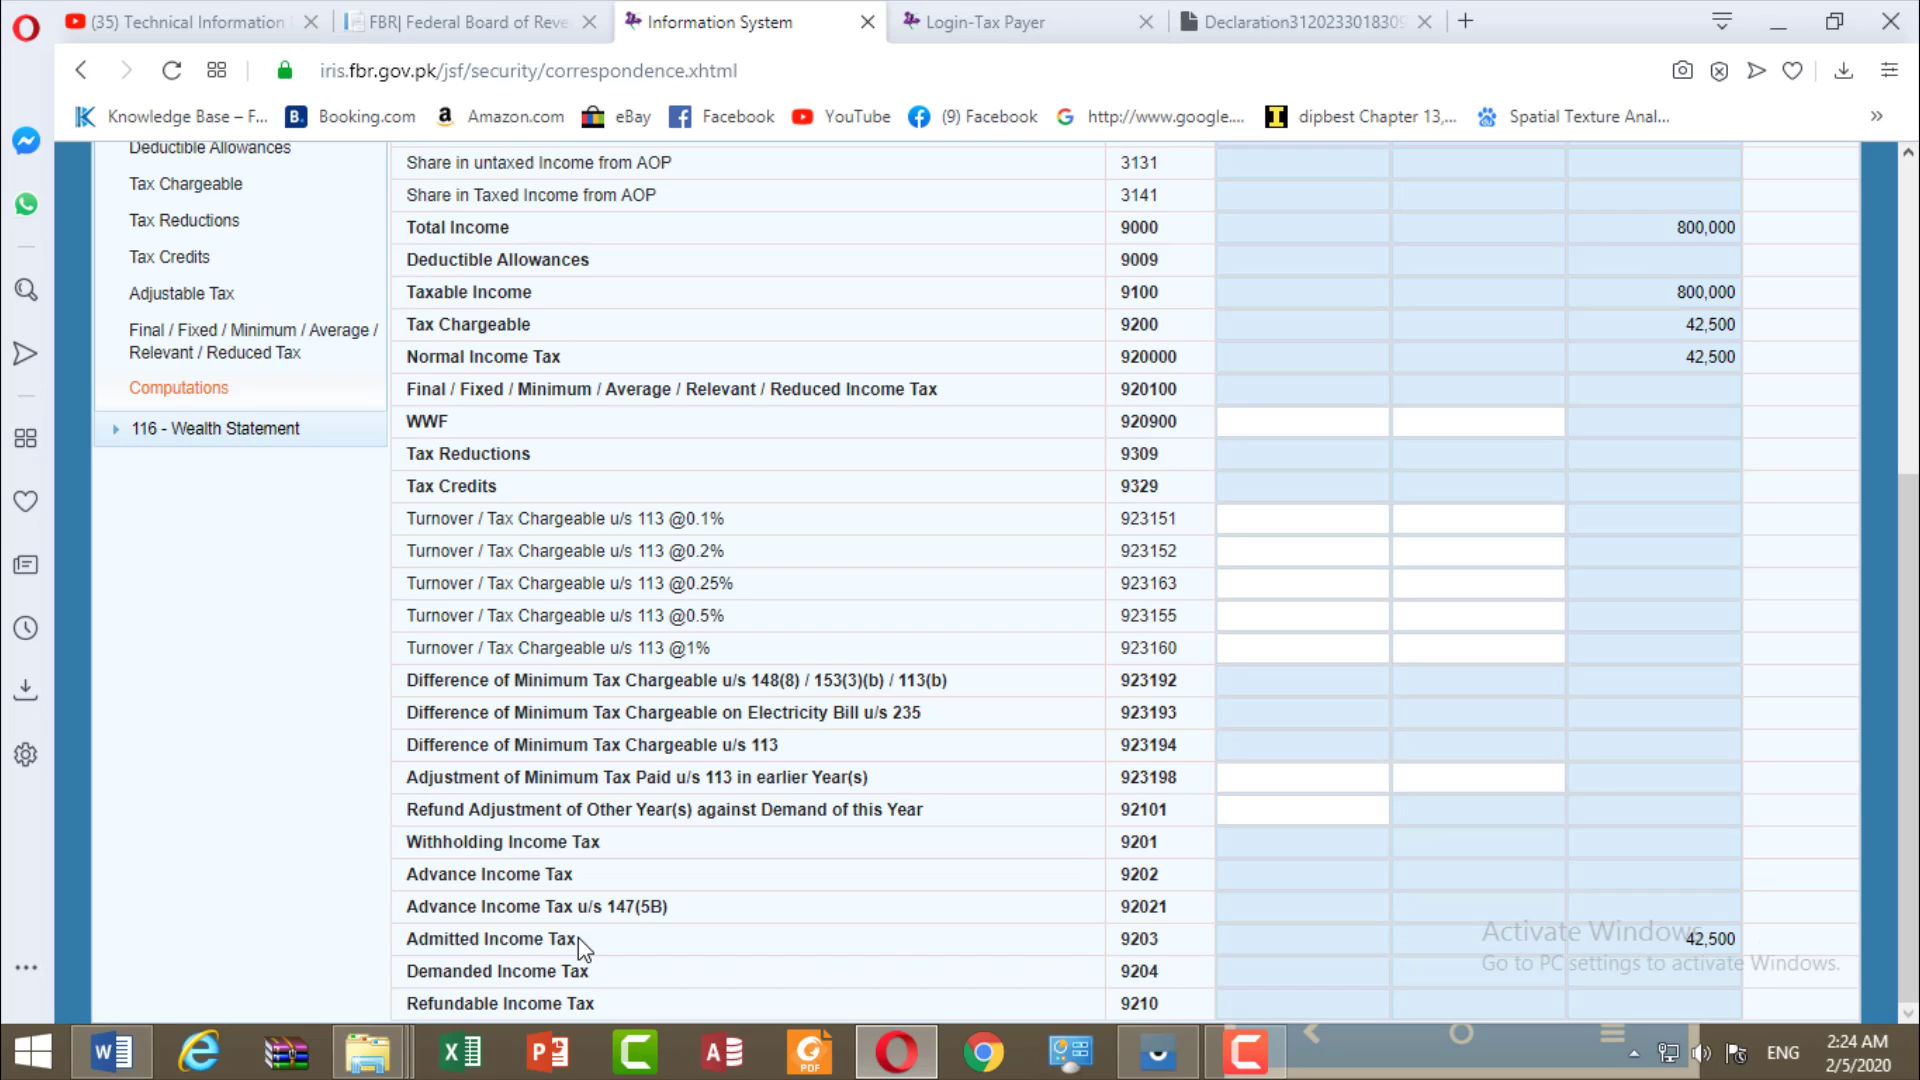 (35) Technical Information
FBR| Federal Board of Reve
Information System
Login-Tax Payer
Declaration3120233018309
iris.fbr.gov.pk/jsf/security/correspondence.xhtml
Knowledge Base – F...
B. Booking.com
a Amazon.com
eBay
Facebook
YouTube
(9) Facebook
http://www.google....
dipbest Chapter 13,...
Spatial Texture Anal...
»
Deductible Allowances
Tax Chargeable
Tax Reductions
Tax Credits
Adjustable Tax
Final / Fixed / Minimum / Average /
Relevant / Reduced Tax
Computations
116 - Wealth Statement
Share in untaxed Income from AOP 3131
Share in Taxed Income from AOP 3141
Total Income 9000 800,000
Deductible Allowances 9009
Taxable Income 9100 800,000
Tax Chargeable 9200 42,500
Normal Income Tax 920000 42,500
Final / Fixed / Minimum / Average / Relevant / Reduced Income Tax 920100
WWF 920900
Tax Reductions 9309
Tax Credits 9329
Turnover / Tax Chargeable u/s 113 @0.1% 923151
Turnover / Tax Chargeable u/s 113 @0.2% 923152
Turnover / Tax Chargeable u/s 113 @0.25% 923163
Turnover / Tax Chargeable u/s 113 @0.5% 923155
Turnover / Tax Chargeable u/s 113 @1% 923160
Difference of Minimum Tax Chargeable u/s 148(8) / 153(3)(b) / 113(b) 923192
Difference of Minimum Tax Chargeable on Electricity Bill u/s 235 923193
Difference of Minimum Tax Chargeable u/s 113 923194
Adjustment of Minimum Tax Paid u/s 113 in earlier Year(s) 923198
Refund Adjustment of Other Year(s) against Demand of this Year 92101
Withholding Income Tax 9201
Advance Income Tax 9202
Advance Income Tax u/s 147(5B) 92021
Admitted Income Tax 9203 42,500
Demanded Income Tax 9204
Refundable Income Tax 9210
Activate Windows
Go to PC settings to activate Windows.
ENG
2:24 AM
2/5/2020